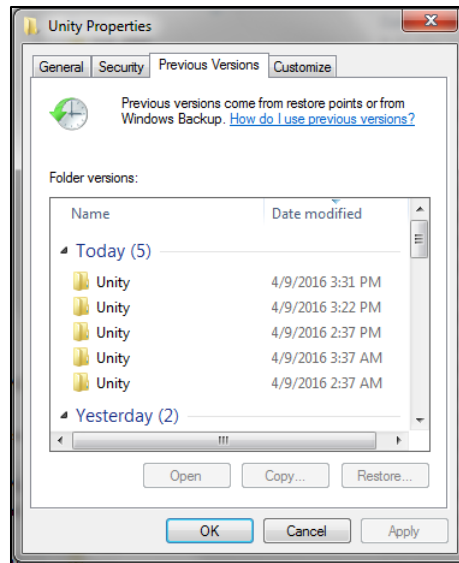 Unity Properties
General Security Previous Versions Customize
Previous versions come from restore points or from
Windows Backup. How do I use previous versions?
Folder versions:
Name Date modified
Today (5)
Unity 4/9/2016 3:31 PM
Unity 4/9/2016 3:22 PM
Unity 4/9/2016 2:37 PM
Unity 4/9/2016 3:37 AM
Unity 4/9/2016 2:37 AM
Yesterday (2)
Open Copy... Restore...
OK Cancel Apply